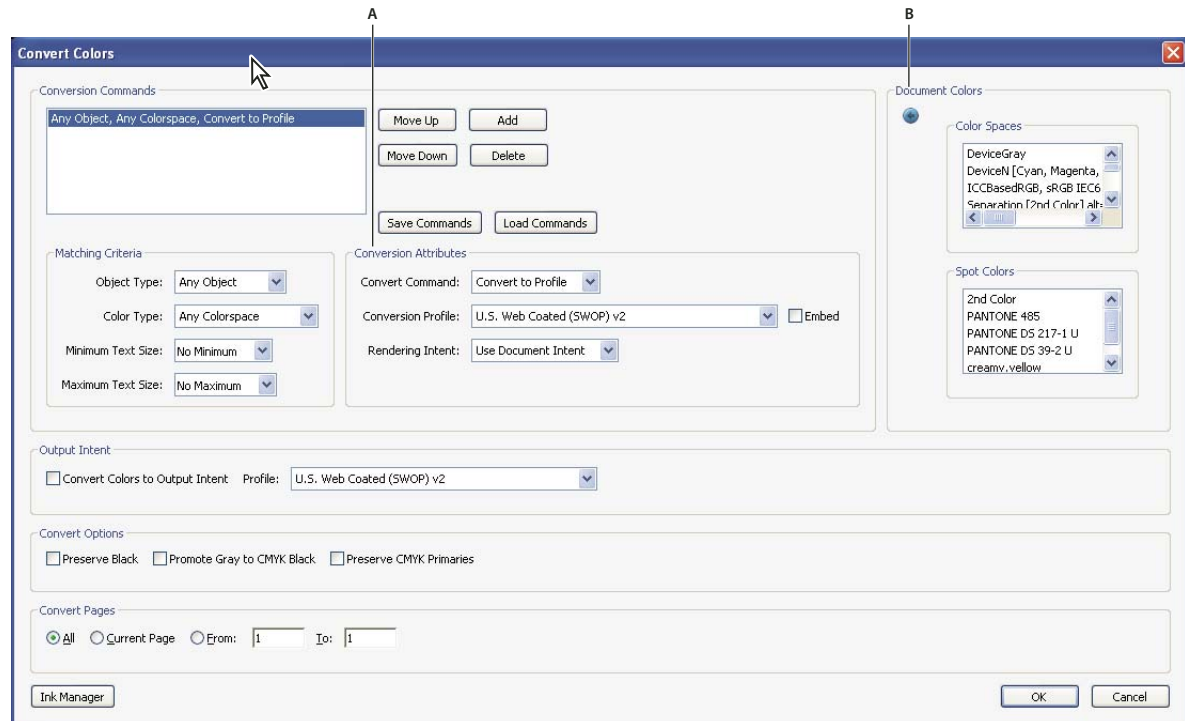 A
B
Convert Colors
Conversion Commands
Any Object, Any Colorspace, Convert to Profile
Move Up
Add
Move Down
Delete
Save Commands
Load Commands
Matching Criteria
Object Type: Any Object
Color Type: Any Colorspace
Minimum Text Size: No Minimum
Maximum Text Size: No Maximum
Conversion Attributes
Convert Command: Convert to Profile
Conversion Profile: U.S. Web Coated (SWOP) v2 Embed
Rendering Intent: Use Document Intent
Document Colors
Color Spaces
DeviceGray
DeviceN [Cyan, Magenta,
ICCBasedRGB, sRGB IEC6
Separation [2nd Color] alt
Spot Colors
2nd Color
PANTONE 485
PANTONE DS 217-1 U
PANTONE DS 39-2 U
creamy.yellow
Output Intent
Convert Colors to Output Intent Profile: U.S. Web Coated (SWOP) v2
Convert Options
Preserve Black Promote Gray to CMYK Black Preserve CMYK Primaries
Convert Pages
All Current Page From: 1 To: 1
Ink Manager
OK
Cancel